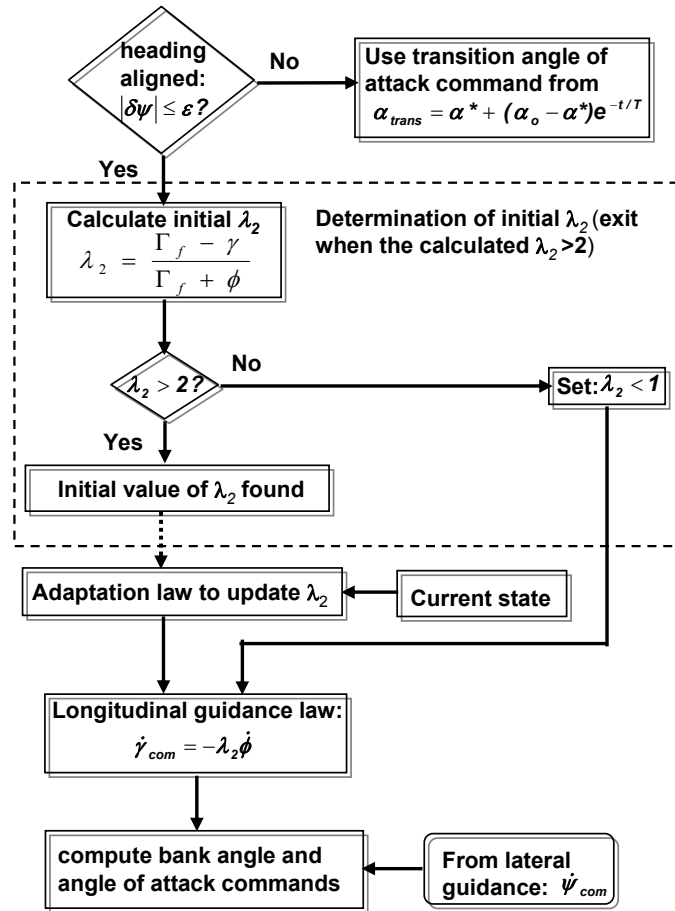 heading
aligned:
|δψ| ≤ ε?
No
Use transition angle of
attack command from
α_trans = α* + (α_o − α*)e^{−t/T}
Yes
Calculate initial λ₂
λ₂ = (Γ_f − γ) / (Γ_f + ϕ)
Determination of initial λ₂ (exit
when the calculated λ₂ >2)
λ₂ > 2?
No
Set: λ₂ < 1
Yes
Initial value of λ₂ found
Adaptation law to update λ₂
Current state
Longitudinal guidance law:
γ̇_com = −λ₂ϕ̇
compute bank angle and
angle of attack commands
From lateral
guidance: ψ̇_com